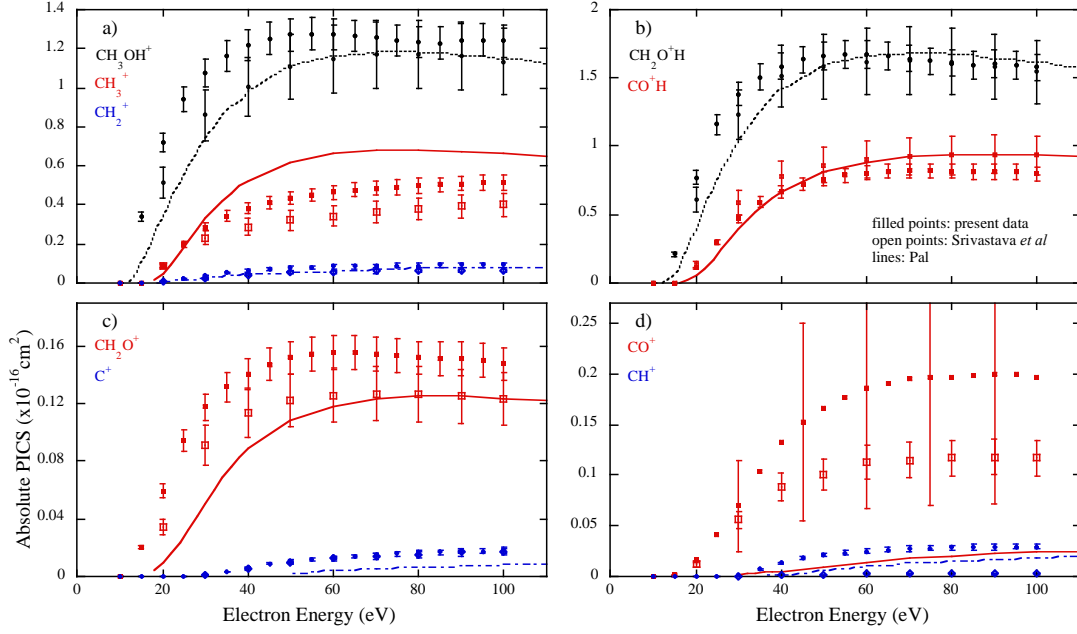 a)
CH3OH+
CH3+
CH2+
1.4
1.2
1
0.8
0.6
0.4
0.2
0
b)
CH2O+H
CO+H
2
1.5
1
0.5
0
filled points: present data
open points: Srivastava et al
lines: Pal
c)
CH2O+
C+
0.16
0.12
0.08
0.04
0
0 20 40 60 80 100
Electron Energy (eV)
d)
CO+
CH+
0.25
0.2
0.15
0.1
0.05
0
0 20 40 60 80 100
Electron Energy (eV)
Absolute PICS (x10-16 cm2)